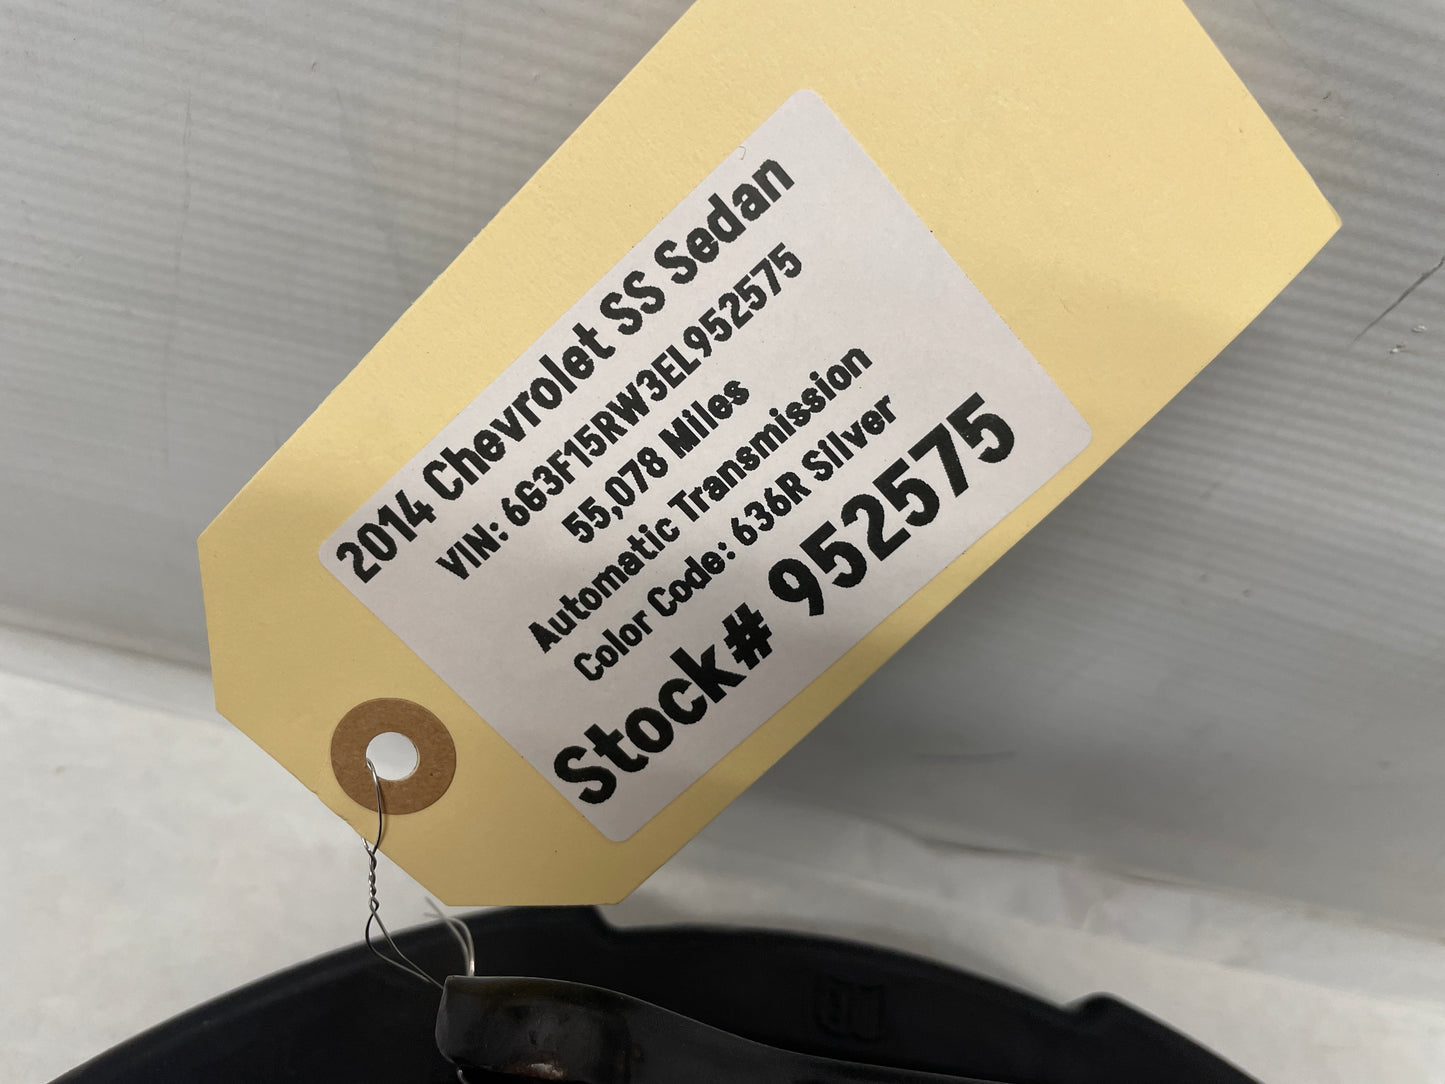 2014 Chevrolet SS Sedan
VIN: 6G3F15RW3EL952575
55,078 Miles
Automatic Transmission
Color Code: 636R Silver
Stock# 952575